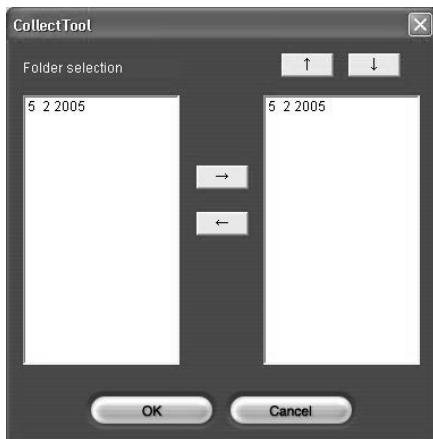 CollectTool
Folder selection
↑ ↓
5 2 2005
5 2 2005
→
←
OK
Cancel